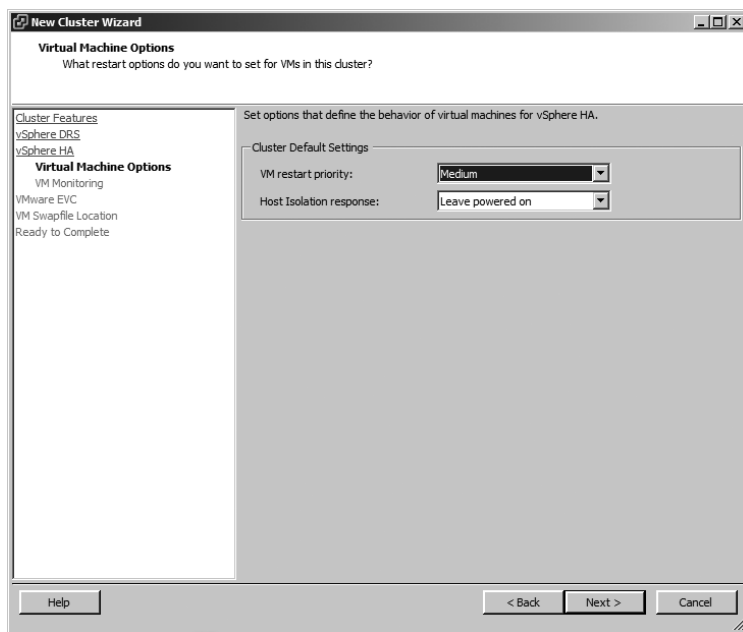 New Cluster Wizard
Virtual Machine Options
What restart options do you want to set for VMs in this cluster?
Cluster Features
vSphere DRS
vSphere HA
Virtual Machine Options
VM Monitoring
VMware EVC
VM Swapfile Location
Ready to Complete
Set options that define the behavior of virtual machines for vSphere HA.
Cluster Default Settings
VM restart priority: Medium
Host Isolation response: Leave powered on
Help < Back Next > Cancel